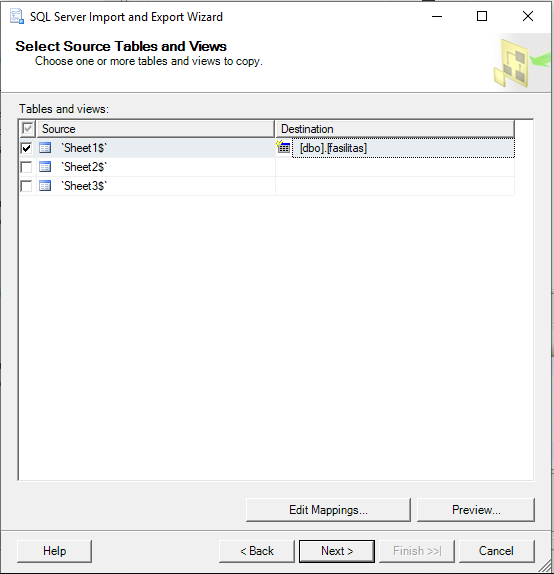 SQL Server Import and Export Wizard
Select Source Tables and Views
Choose one or more tables and views to copy.
Tables and views:
Source Destination
`Sheet1$` [dbo].[fasilitas]
`Sheet2$`
`Sheet3$`
Edit Mappings... Preview...
Help < Back Next > Finish >>| Cancel